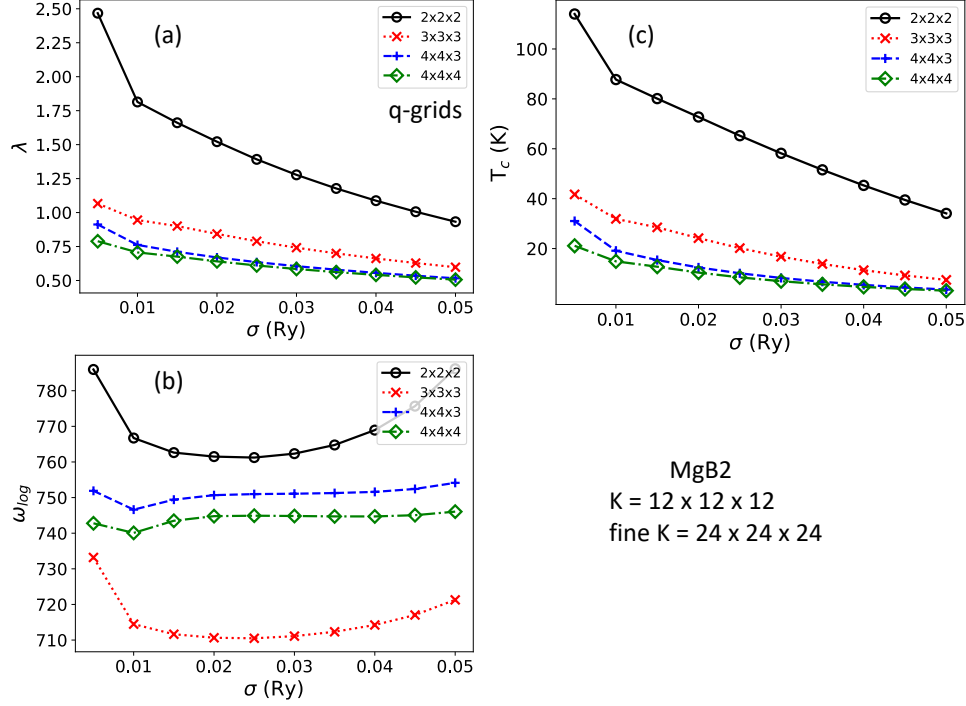 2.50
2.25
2.00
1.75
1.50
1.25
1.00
0.75
0.50
λ
(a)
2x2x2
3x3x3
4x4x3
4x4x4
q-grids
0.01 0.02 0.03 0.04 0.05
σ (Ry)
100
80
60
40
20
T_c (K)
(c)
2x2x2
3x3x3
4x4x3
4x4x4
0.01 0.02 0.03 0.04 0.05
σ (Ry)
780
770
760
750
740
730
720
710
ωlog
(b)
2x2x2
3x3x3
4x4x3
4x4x4
0.01 0.02 0.03 0.04 0.05
σ (Ry)
MgB2
K = 12 x 12 x 12
fine K = 24 x 24 x 24